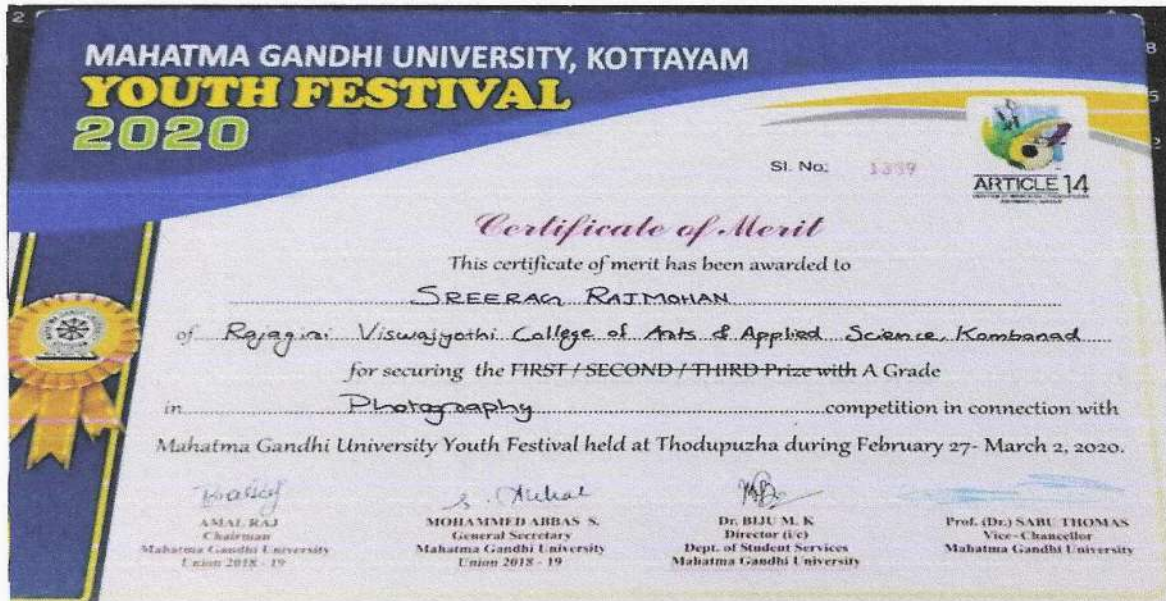 MAHATMA GANDHI UNIVERSITY, KOTTAYAM
YOUTH FESTIVAL
2020
Sl. No: 1339
ARTICLE 14
Certificate of Merit
This certificate of merit has been awarded to
SREERAG RAJMOHAN
of Rajagiri Viswajyothi College of Arts & Applied Science, Kombanad
for securing the FIRST / SECOND / THIRD Prize with A Grade
in Photography competition in connection with
Mahatma Gandhi University Youth Festival held at Thodupuzha during February 27- March 2, 2020.
AMAL RAJ
Chairman
Mahatma Gandhi University
Union 2018 - 19
MOHAMMED ABBAS S.
General Secretary
Mahatma Gandhi University
Union 2018 - 19
Dr. BIJU M. K
Director (i/c)
Dept. of Student Services
Mahatma Gandhi University
Prof. (Dr.) SABU THOMAS
Vice-Chancellor
Mahatma Gandhi University